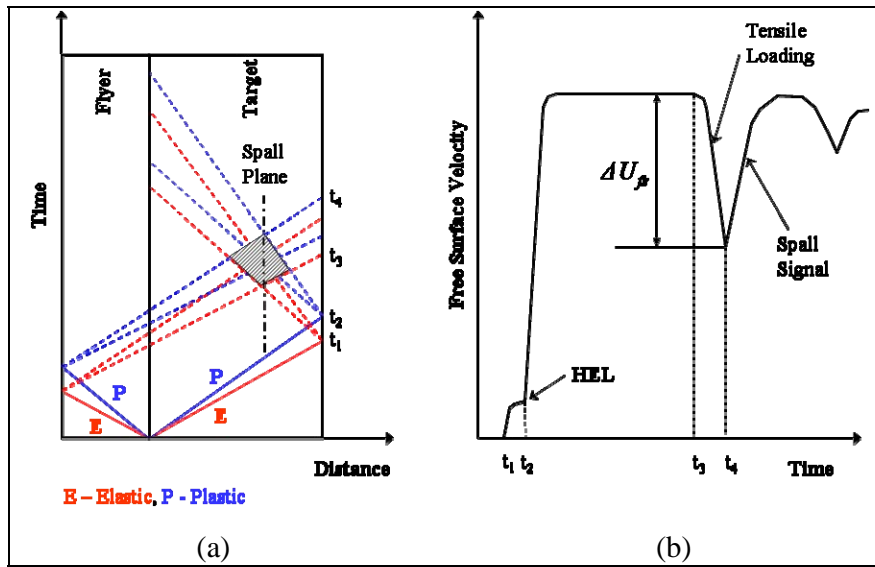 Flyer
Target
Spall
Plane
Time
t4
t3
t2
t1
P
P
E
E
Distance
E – Elastic, P - Plastic
(a)
Free Surface Velocity
Tensile
Loading
ΔUfs
Spall
Signal
HEL
t1 t2 t3 t4 Time
(b)